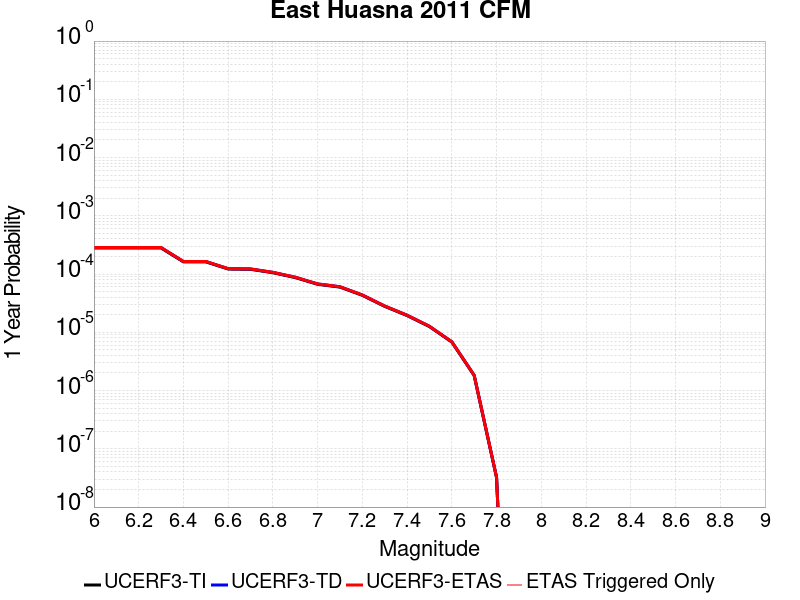 East Huasna 2011 CFM
10^0
10^-1
10^-2
10^-3
10^-4
10^-5
10^-6
10^-7
10^-8
1 Year Probability
6 6.2 6.4 6.6 6.8 7 7.2 7.4 7.6 7.8 8 8.2 8.4 8.6 8.8 9
Magnitude
UCERF3-TI UCERF3-TD UCERF3-ETAS ETAS Triggered Only